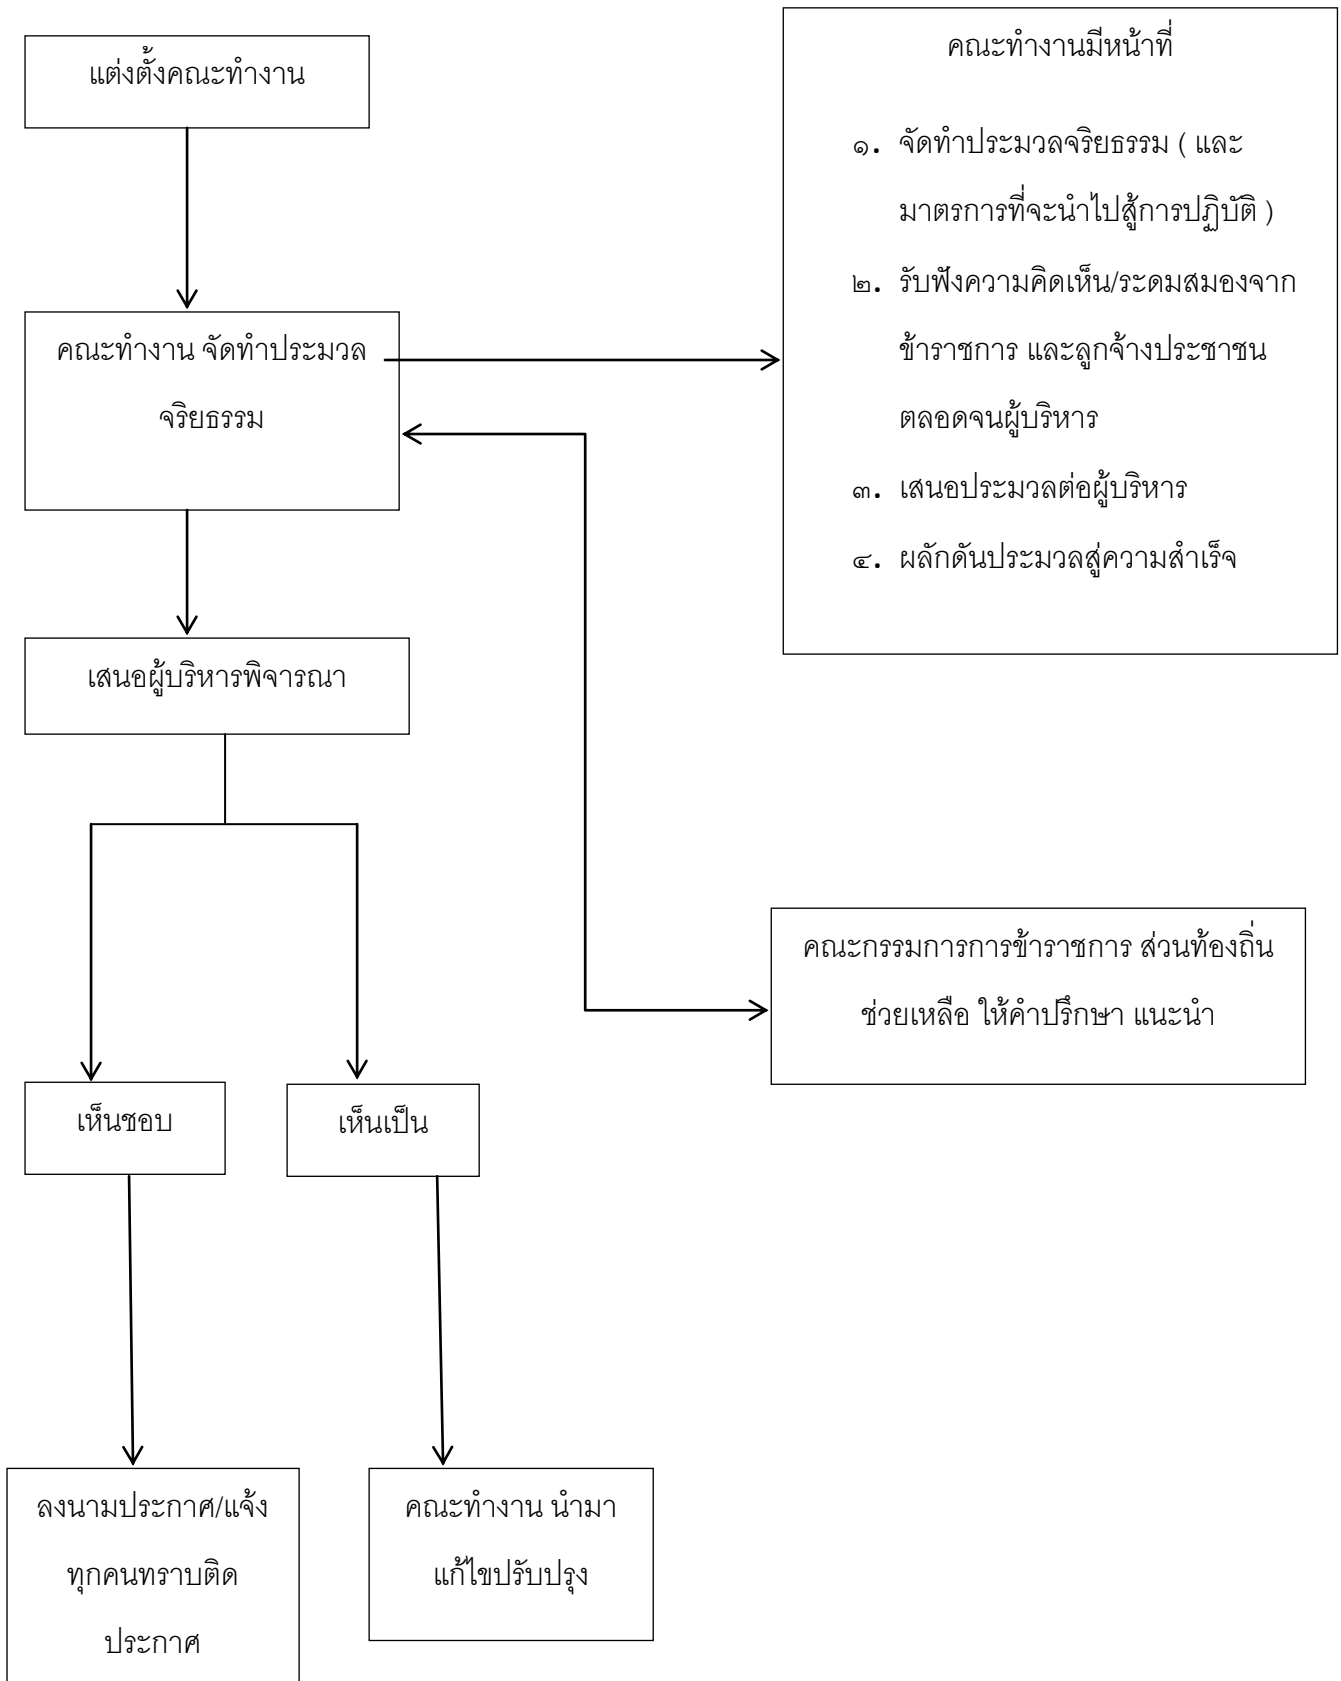 แต่งตั้งคณะทำงาน
คณะทำงานมีหน้าที่
๑. จัดทำประมวลจริยธรรม ( และ
มาตรการที่จะนำไปสู้การปฏิบัติ )
๒. รับฟังความคิดเห็น/ระดมสมองจาก
ข้าราชการ และลูกจ้างประชาชน
ตลอดจนผู้บริหาร
๓. เสนอประมวลต่อผู้บริหาร
๔. ผลักดันประมวลสู่ความสำเร็จ
คณะทำงาน จัดทำประมวล
จริยธรรม
เสนอผู้บริหารพิจารณา
คณะกรรมการการข้าราชการ ส่วนท้องถิ่น
ช่วยเหลือ ให้คำปรึกษา แนะนำ
เห็นชอบ
เห็นเป็น
ลงนามประกาศ/แจ้ง
ทุกคนทราบติด
ประกาศ
คณะทำงาน นำมา
แก้ไขปรับปรุง